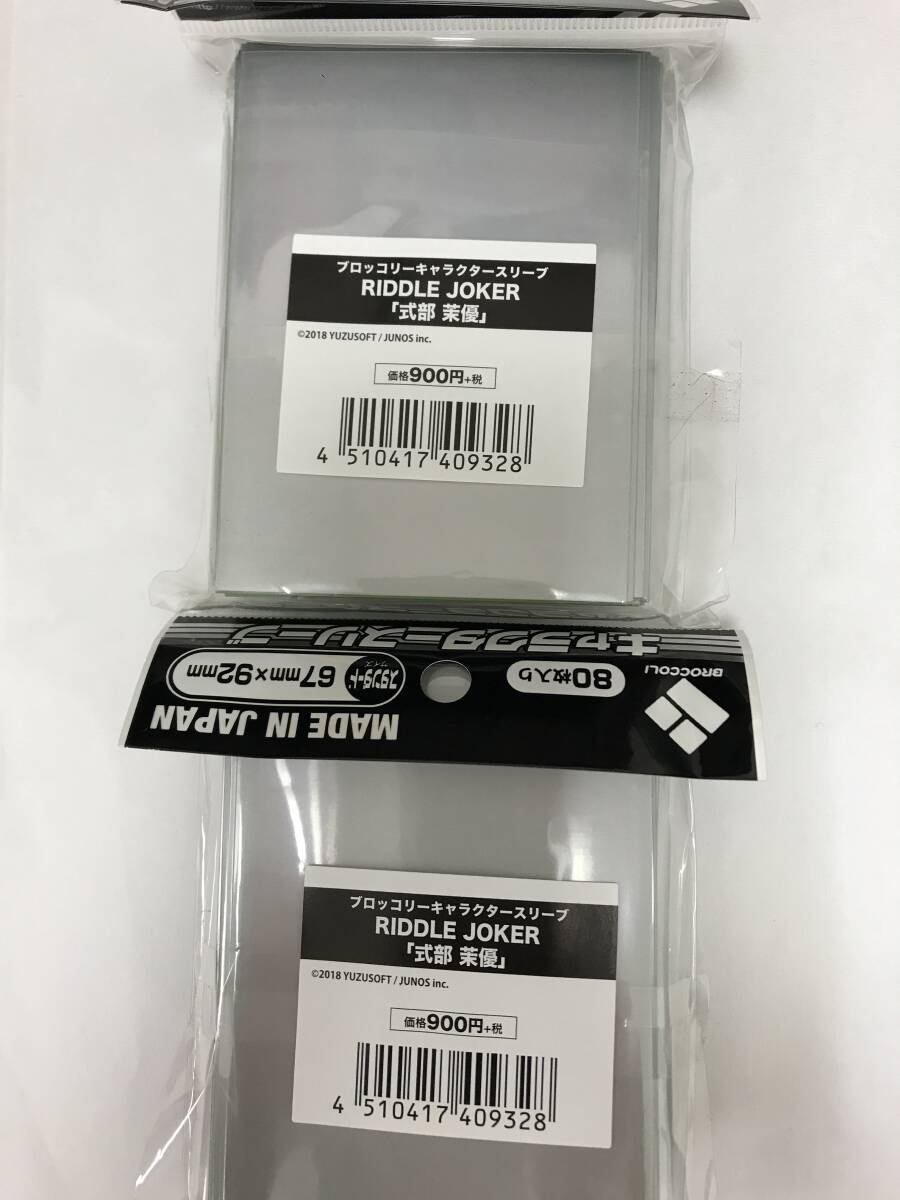 ブロッコリーキャラクタースリーブ
RIDDLE JOKER
「式部 茉優」
©2018 YUZUSOFT / JUNOS inc.
価格900円+税
4 510417 409328
キャラクタースリーブ
BROCCOLI
80枚入り
スタンダード
サイズ
67mm×92mm
MADE IN JAPAN
ブロッコリーキャラクタースリーブ
RIDDLE JOKER
「式部 茉優」
©2018 YUZUSOFT / JUNOS inc.
価格900円+税
4 510417 409328